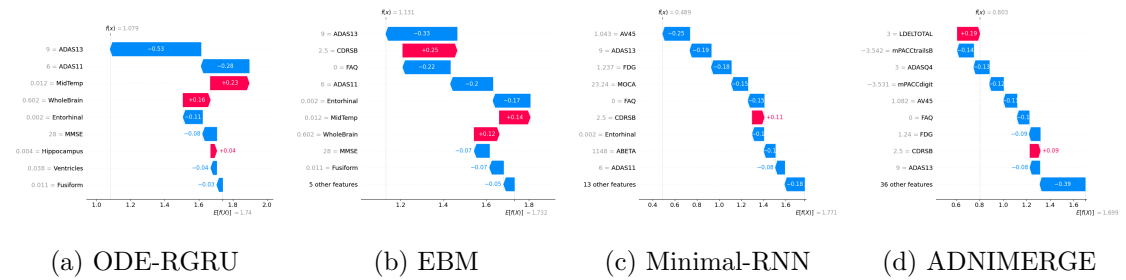 f(x) = 1.079
9 = ADAS13
−0.53
6 = ADAS11
−0.28
0.012 = MidTemp
+0.23
0.602 = WholeBrain
+0.16
0.002 = Entorhinal
−0.11
28 = MMSE
−0.08
0.004 = Hippocampus
+0.04
0.038 = Ventricles
−0.04
0.011 = Fusiform
−0.03
1.0 1.2 1.4 1.6 1.8 2.0
E[f(X)] = 1.74
(a) ODE-RGRU
f(x) = 1.131
9 = ADAS13
−0.33
2.5 = CDRSB
+0.25
0 = FAQ
−0.22
6 = ADAS11
−0.2
0.002 = Entorhinal
−0.17
0.012 = MidTemp
+0.14
0.602 = WholeBrain
+0.12
28 = MMSE
−0.07
0.011 = Fusiform
−0.07
5 other features
−0.05
1.2 1.4 1.6 1.8
E[f(X)] = 1.732
(b) EBM
f(x) = 0.489
1.043 = AV45
−0.25
9 = ADAS13
−0.19
1.237 = FDG
−0.18
23.24 = MOCA
−0.15
0 = FAQ
−0.13
2.5 = CDRSB
+0.11
0.002 = Entorhinal
−0.1
1148 = ABETA
−0.1
6 = ADAS11
−0.08
13 other features
−0.18
0.4 0.6 0.8 1.0 1.2 1.4 1.6
E[f(X)] = 1.771
(c) Minimal-RNN
f(x) = 0.803
3 = LDELTOTAL
+0.19
−3.542 = mPACCtrailsB
−0.14
3 = ADASQ4
−0.13
−3.531 = mPACCdigit
−0.12
1.082 = AV45
−0.11
0 = FAQ
−0.1
1.24 = FDG
−0.09
2.5 = CDRSB
+0.09
9 = ADAS13
−0.08
36 other features
−0.39
0.6 0.8 1.0 1.2 1.4 1.6
E[f(X)] = 1.699
(d) ADNIMERGE